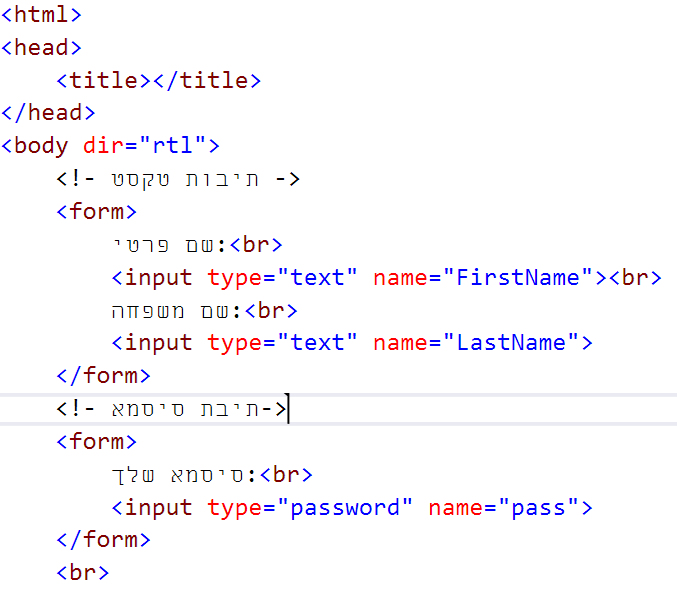 <html>
<head>
<title></title>
</head>
<body dir="rtl">
<!- תיבות טקסט ->
<form>
שם פרטי:<br>
<input type="text" name="FirstName"><br>
שם משפחה:<br>
<input type="text" name="LastName">
</form>
<!- תיבת סיסמא->
<form>
סיסמא שלך:<br>
<input type="password" name="pass">
</form>
<br>